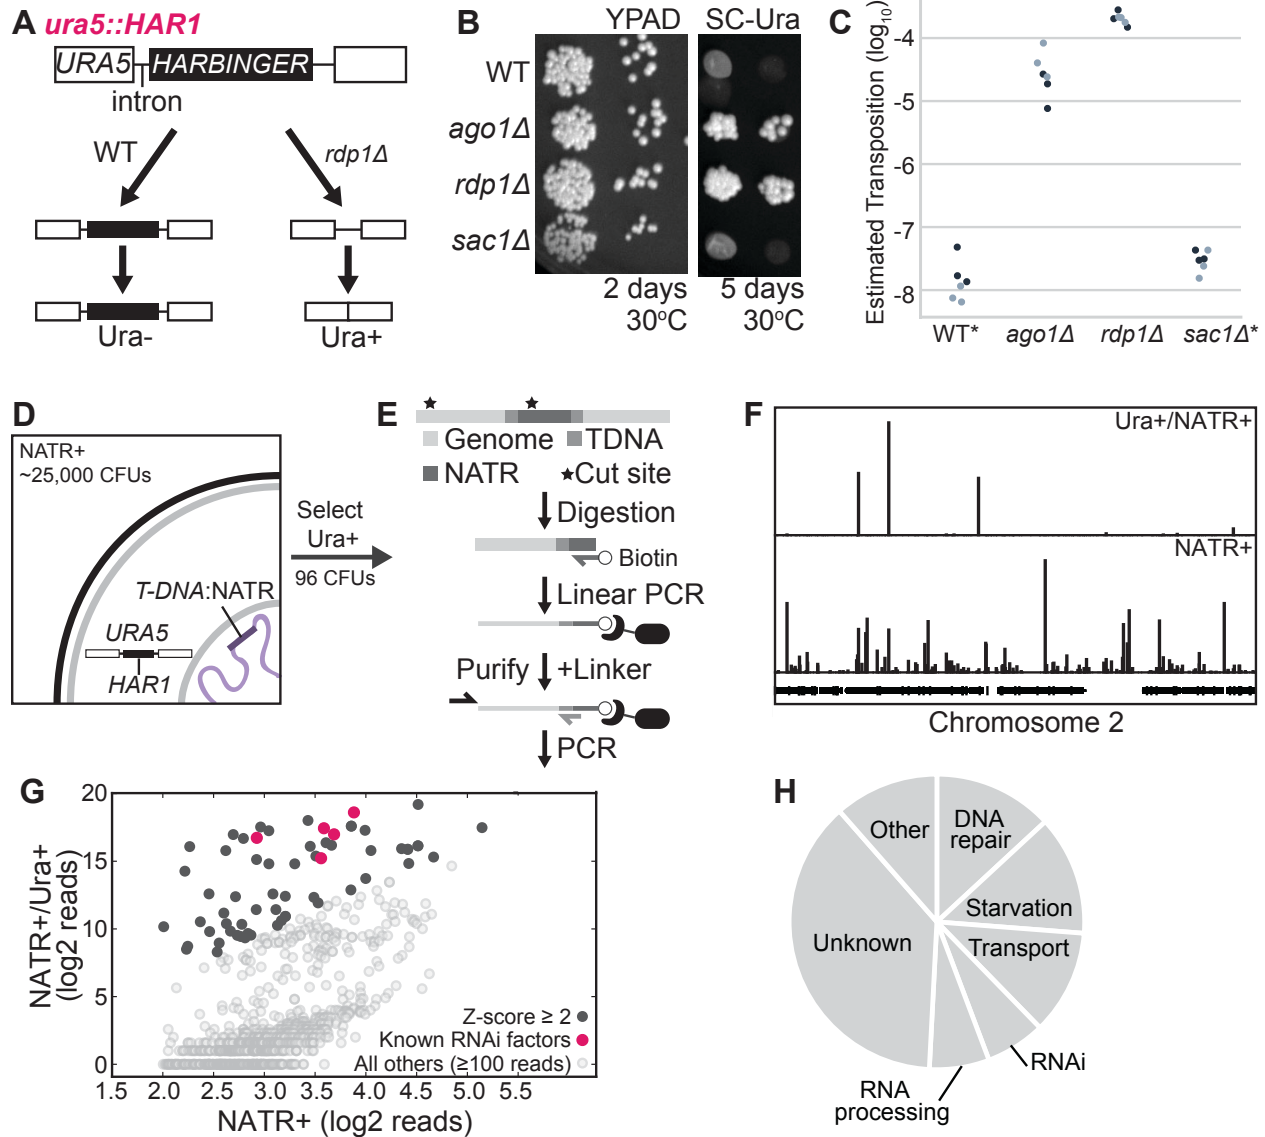 A ura5::HAR1
URA5
HARBINGER
intron
WT
rdp1Δ
Ura-
Ura+
B
YPAD
SC-Ura
WT
ago1Δ
rdp1Δ
sac1Δ
2 days
30°C
5 days
30°C
C
Estimated Transposition (log10)
-4
-5
-6
-7
-8
WT*
ago1Δ
rdp1Δ
sac1Δ*
D
NATR+
~25,000 CFUs
T-DNA:NATR
URA5
HAR1
Select
Ura+
96 CFUs
E
Genome
TDNA
NATR
★Cut site
Digestion
Biotin
Linear PCR
Purify
+Linker
PCR
F
Ura+/NATR+
NATR+
Chromosome 2
G
NATR+/Ura+
(log2 reads)
20
15
10
5
0
Z-score ≥ 2
Known RNAi factors
All others (≥100 reads)
1.5 2.0 2.5 3.0 3.5 4.0 4.5 5.0 5.5
NATR+ (log2 reads)
H
Other
DNA
repair
Starvation
Transport
Unknown
RNAi
RNA
processing